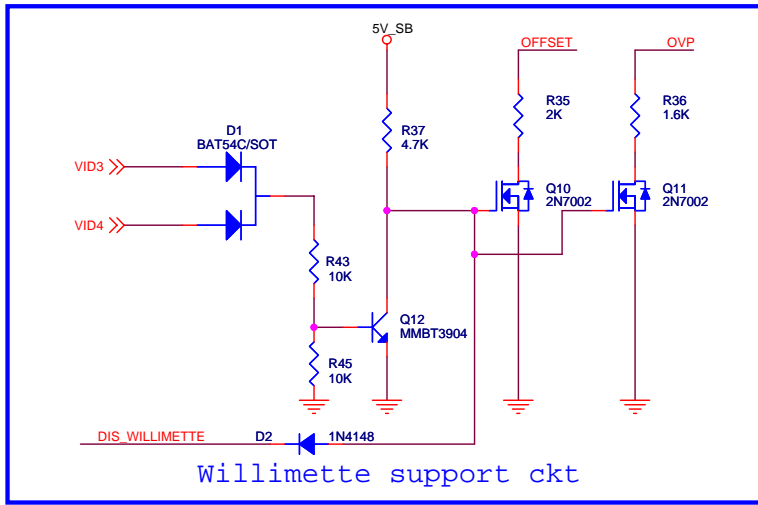 5V_SB
OFFSET
OVP
R35
2K
R36
1.6K
D1
BAT54C/SOT
R37
4.7K
VID3
Q10
2N7002
Q11
2N7002
VID4
R43
10K
Q12
MMBT3904
R45
10K
DIS_WILLIMETTE
D2
1N4148
Willimette support ckt